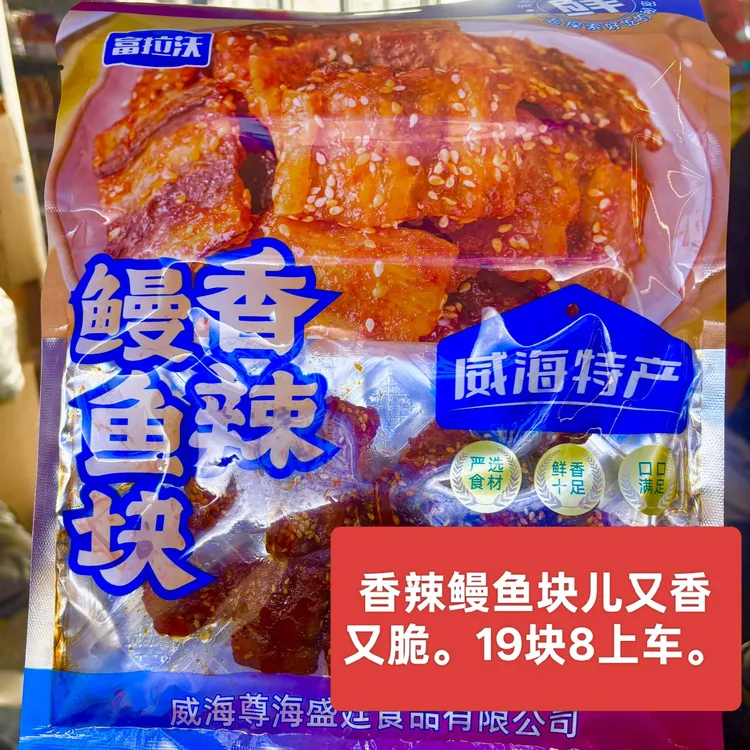 富拉沃
香辣
鳗鱼块
威海特产
严选
食材
鲜香
十足
口口
满足
香辣鳗鱼块儿又香
又脆。19块8上车。
威海尊海盛廷食品有限公司